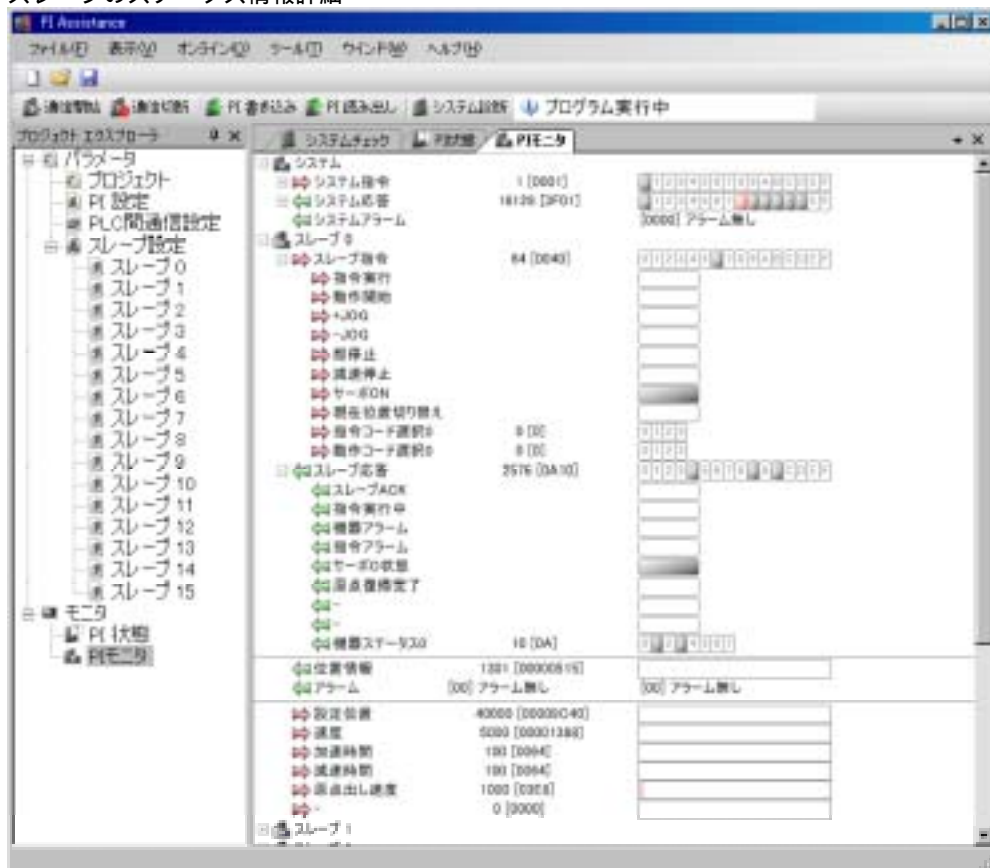 PI Assistance
ファイル(F) 表示(V) オンライン(O) ツール(T) ウインドW ヘルプ(H)
通信開始 通信切断 PI 書き込み PI 読み出し システム診断 プログラム実行中
プロジェクト エクスプローラ
システムチェック PI状態 PIモニタ
パラメータ
プロジェクト
PI 設定
PLC間通信設定
スレーブ設定
スレーブ 0
スレーブ 1
スレーブ 2
スレーブ 3
スレーブ 4
スレーブ 5
スレーブ 6
スレーブ 7
スレーブ 8
スレーブ 9
スレーブ 10
スレーブ 11
スレーブ 12
スレーブ 13
スレーブ 14
スレーブ 15
モニタ
PI 状態
PIモニタ
システム
システム指令 1 [0001]
システム応答 [3F01]
システムアラーム [0000] アラーム無し
スレーブ 0
スレーブ指令 64 [0040]
指令実行
動作開始
+JOG
-JOG
即停止
減速停止
サーボON
現在位置切り替え
指令コード選択0 0 [0]
動作コード選択0 0 [0]
スレーブ応答 2576 [0A10]
スレーブACK
指令実行中
機器アラーム
指令アラーム
サーボの状態
原点復帰完了
-
-
機器ステータス0 10 [0A]
位置情報 1301 [00000515]
アラーム [00] アラーム無し [00] アラーム無し
設定位置 40000 [00009C40]
速度 5000 [00001388]
加速時間 100 [0064]
減速時間 100 [0064]
原点出し速度 1000 [03E8]
- 0 [0000]
スレーブ 1